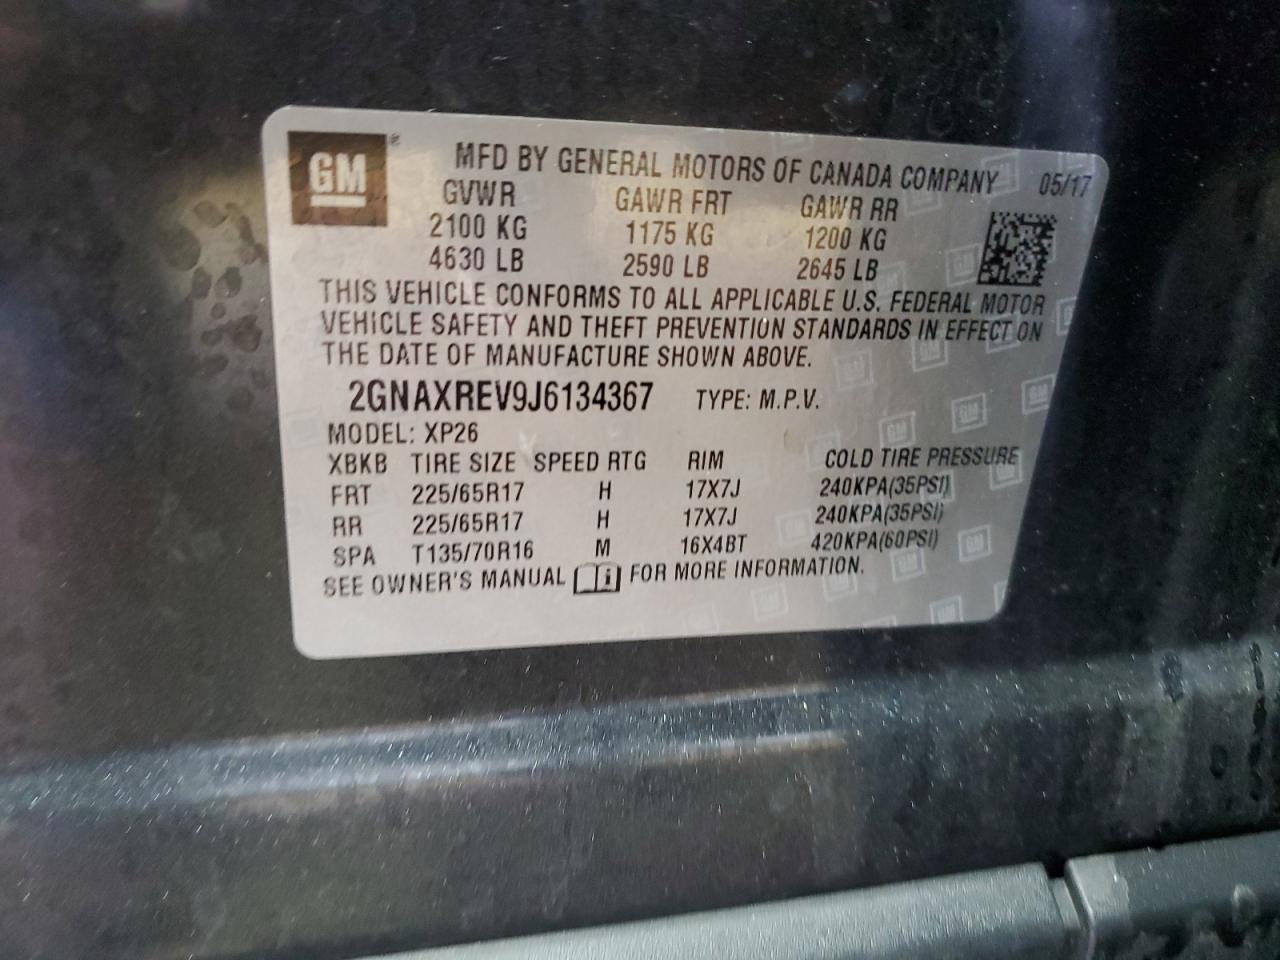 GM ®
MFD BY GENERAL MOTORS OF CANADA COMPANY 05/17
GVWR GAWR FRT GAWR RR
2100 KG 1175 KG 1200 KG
4630 LB 2590 LB 2645 LB
THIS VEHICLE CONFORMS TO ALL APPLICABLE U.S. FEDERAL MOTOR
VEHICLE SAFETY AND THEFT PREVENTION STANDARDS IN EFFECT ON
THE DATE OF MANUFACTURE SHOWN ABOVE.
2GNAXREV9J6134367 TYPE: M.P.V.
MODEL: XP26
XBKB TIRE SIZE SPEED RTG RIM COLD TIRE PRESSURE
FRT 225/65R17 H 17X7J 240KPA(35PSI)
RR 225/65R17 H 17X7J 240KPA(35PSI)
SPA T135/70R16 M 16X4BT 420KPA(60PSI)
SEE OWNER'S MANUAL i FOR MORE INFORMATION.